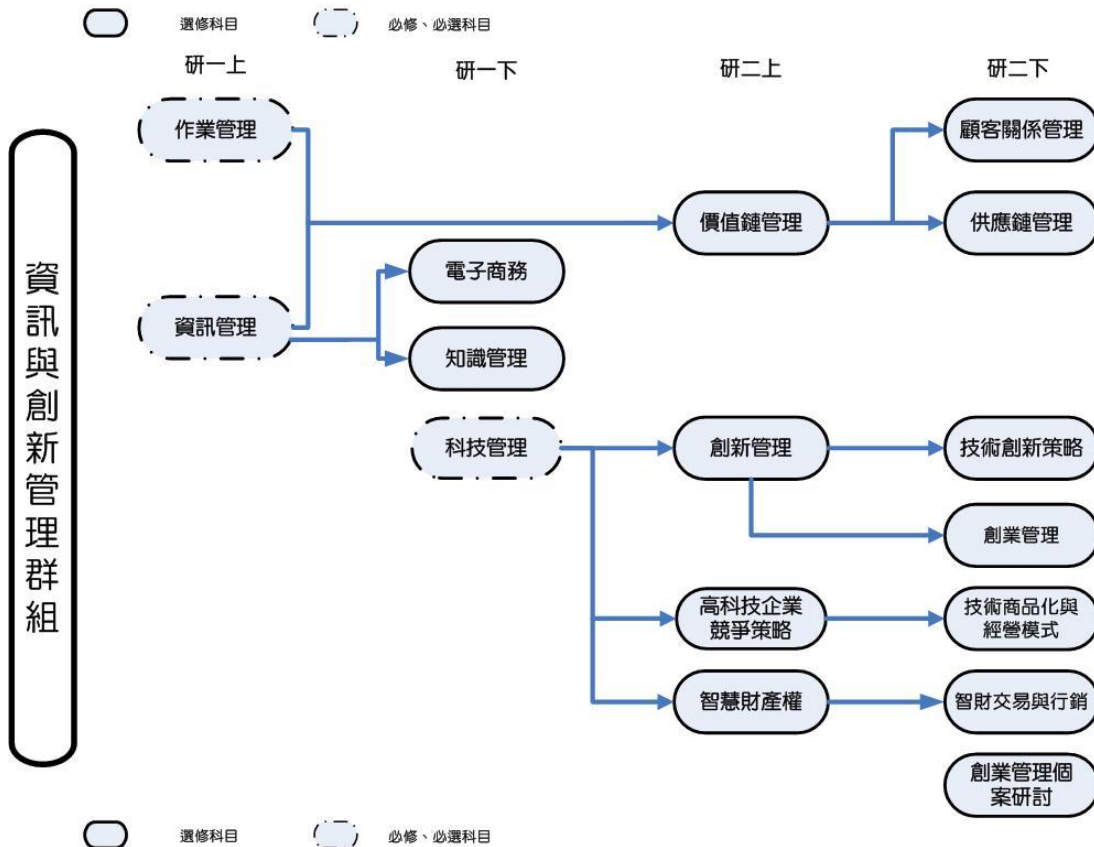 選修科目
必修、必選科目
研一上
研一下
研二上
研二下
資訊與創新管理群組
作業管理
顧客關係管理
價值鏈管理
供應鏈管理
電子商務
資訊管理
知識管理
科技管理
創新管理
技術創新策略
創業管理
高科技企業
競爭策略
技術商品化與
經營模式
智慧財產權
智財交易與行銷
創業管理個
案研討
選修科目
必修、必選科目